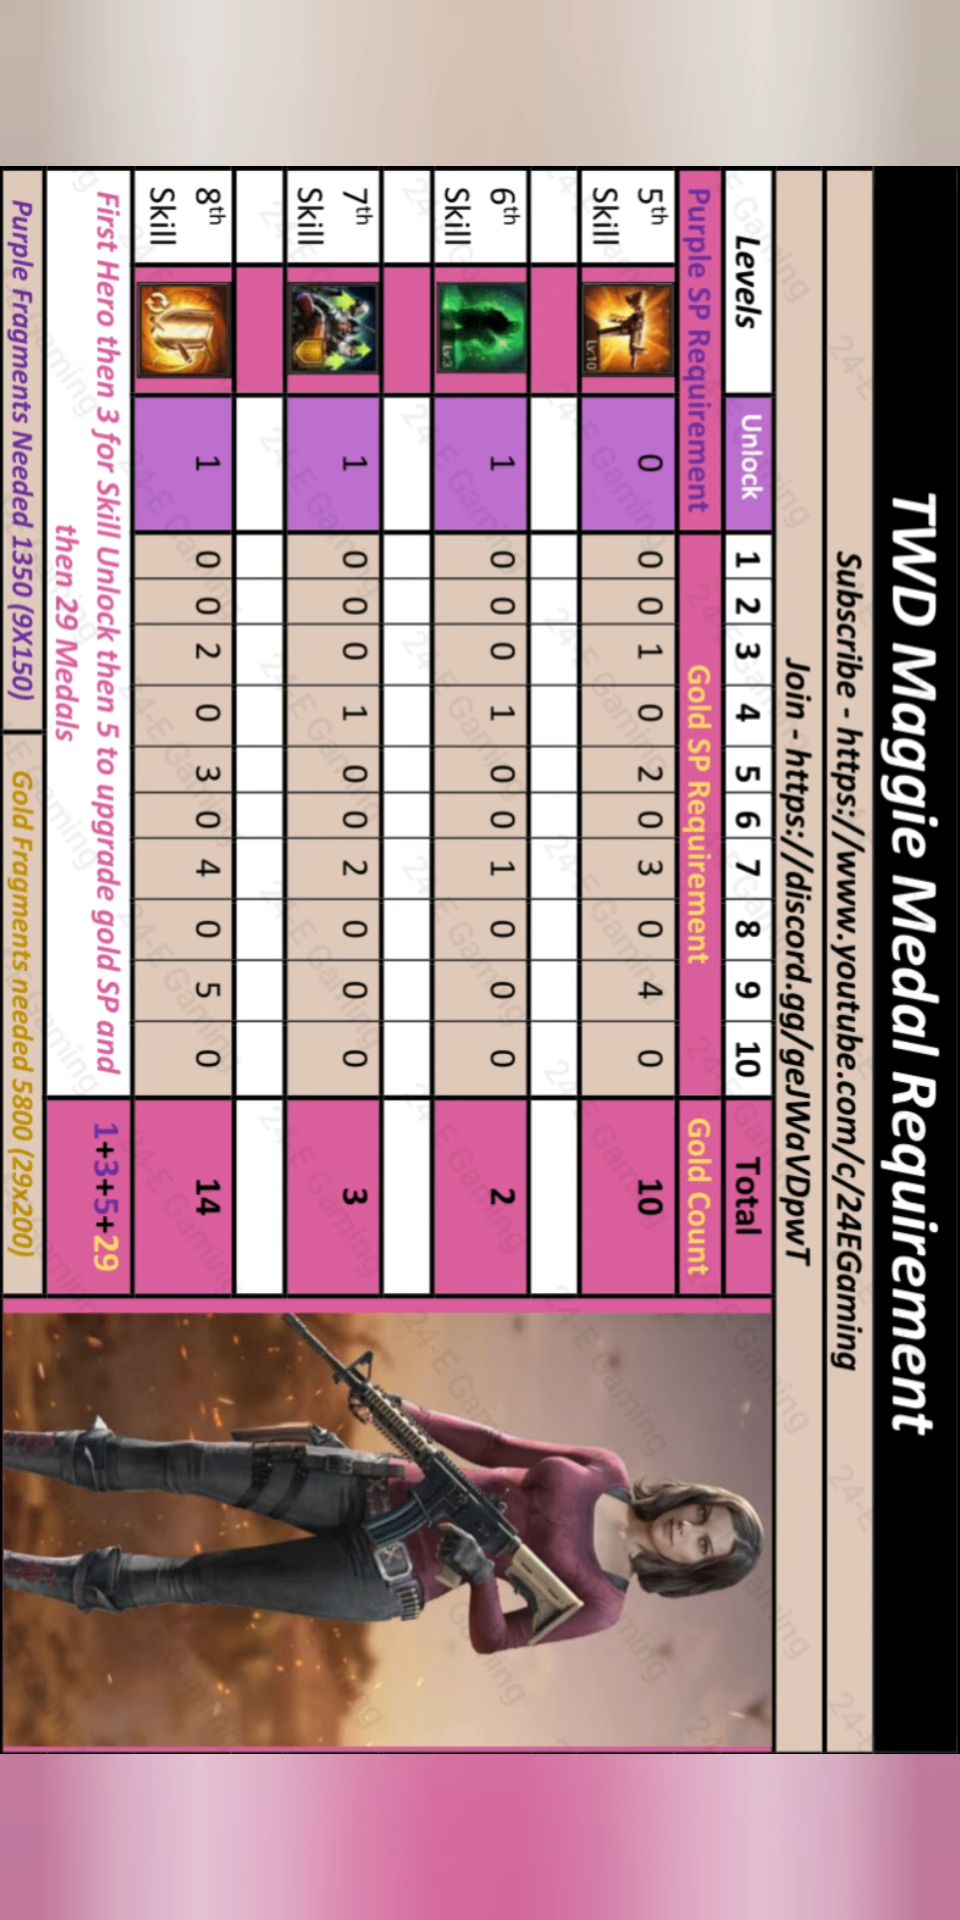 TWD Maggie Medal Requirement
Subscribe - https://www.youtube.com/c/24EGaming
Join - https://discord.gg/geJWaVDpwT
Levels Unlock 1 2 3 4 5 6 7 8 9 10 Total
Purple SP Requirement Gold SP Requirement Gold Count
5th Skill Lv.10 0 0 0 1 0 2 0 3 0 4 0 10
6th Skill Lv.3 1 0 0 0 1 0 0 1 0 0 0 2
7th Skill 1 0 0 0 1 0 0 2 0 0 0 3
8th Skill 1 0 0 2 0 3 0 4 0 5 0 14
First Hero then 3 for Skill Unlock then 5 to upgrade gold SP and
then 29 Medals
1+3+5+29
Purple Fragments Needed 1350 (9X150) Gold Fragments needed 5800 (29x200)
24-E Gaming